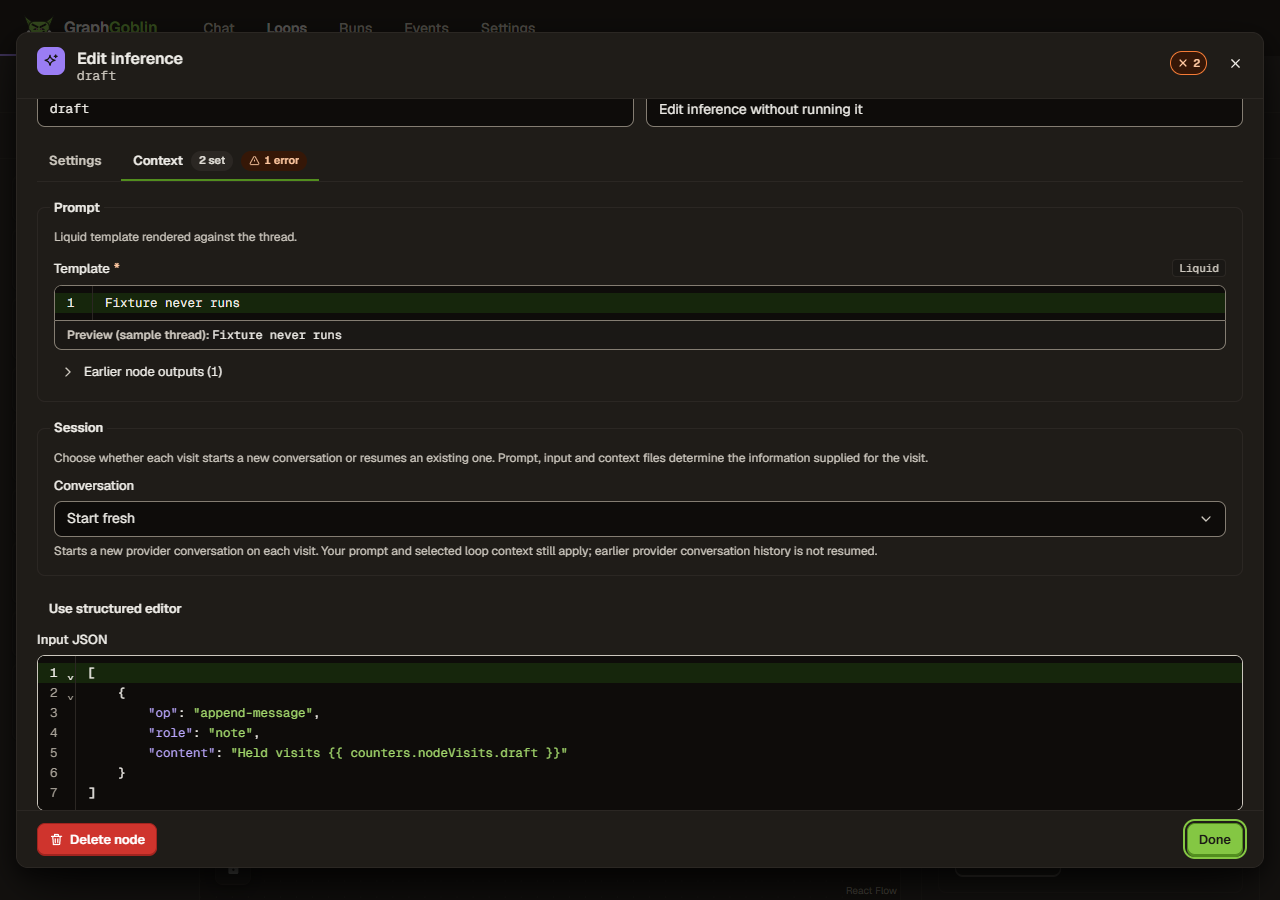 GraphGoblin Chat Loops Runs Events Settings
Edit inference
draft
2
draft
Edit inference without running it
Settings Context 2 set 1 error
Prompt
Liquid template rendered against the thread.
Template *
Liquid
1 Fixture never runs
Preview (sample thread): Fixture never runs
Earlier node outputs (1)
Session
Choose whether each visit starts a new conversation or resumes an existing one. Prompt, input and context files determine the information supplied for the visit.
Conversation
Start fresh
Starts a new provider conversation on each visit. Your prompt and selected loop context still apply; earlier provider conversation history is not resumed.
Use structured editor
Input JSON
1 [
2 {
3 "op": "append-message",
4 "role": "note",
5 "content": "Held visits {{ counters.nodeVisits.draft }}"
6 }
7 ]
Delete node
Done
React Flow